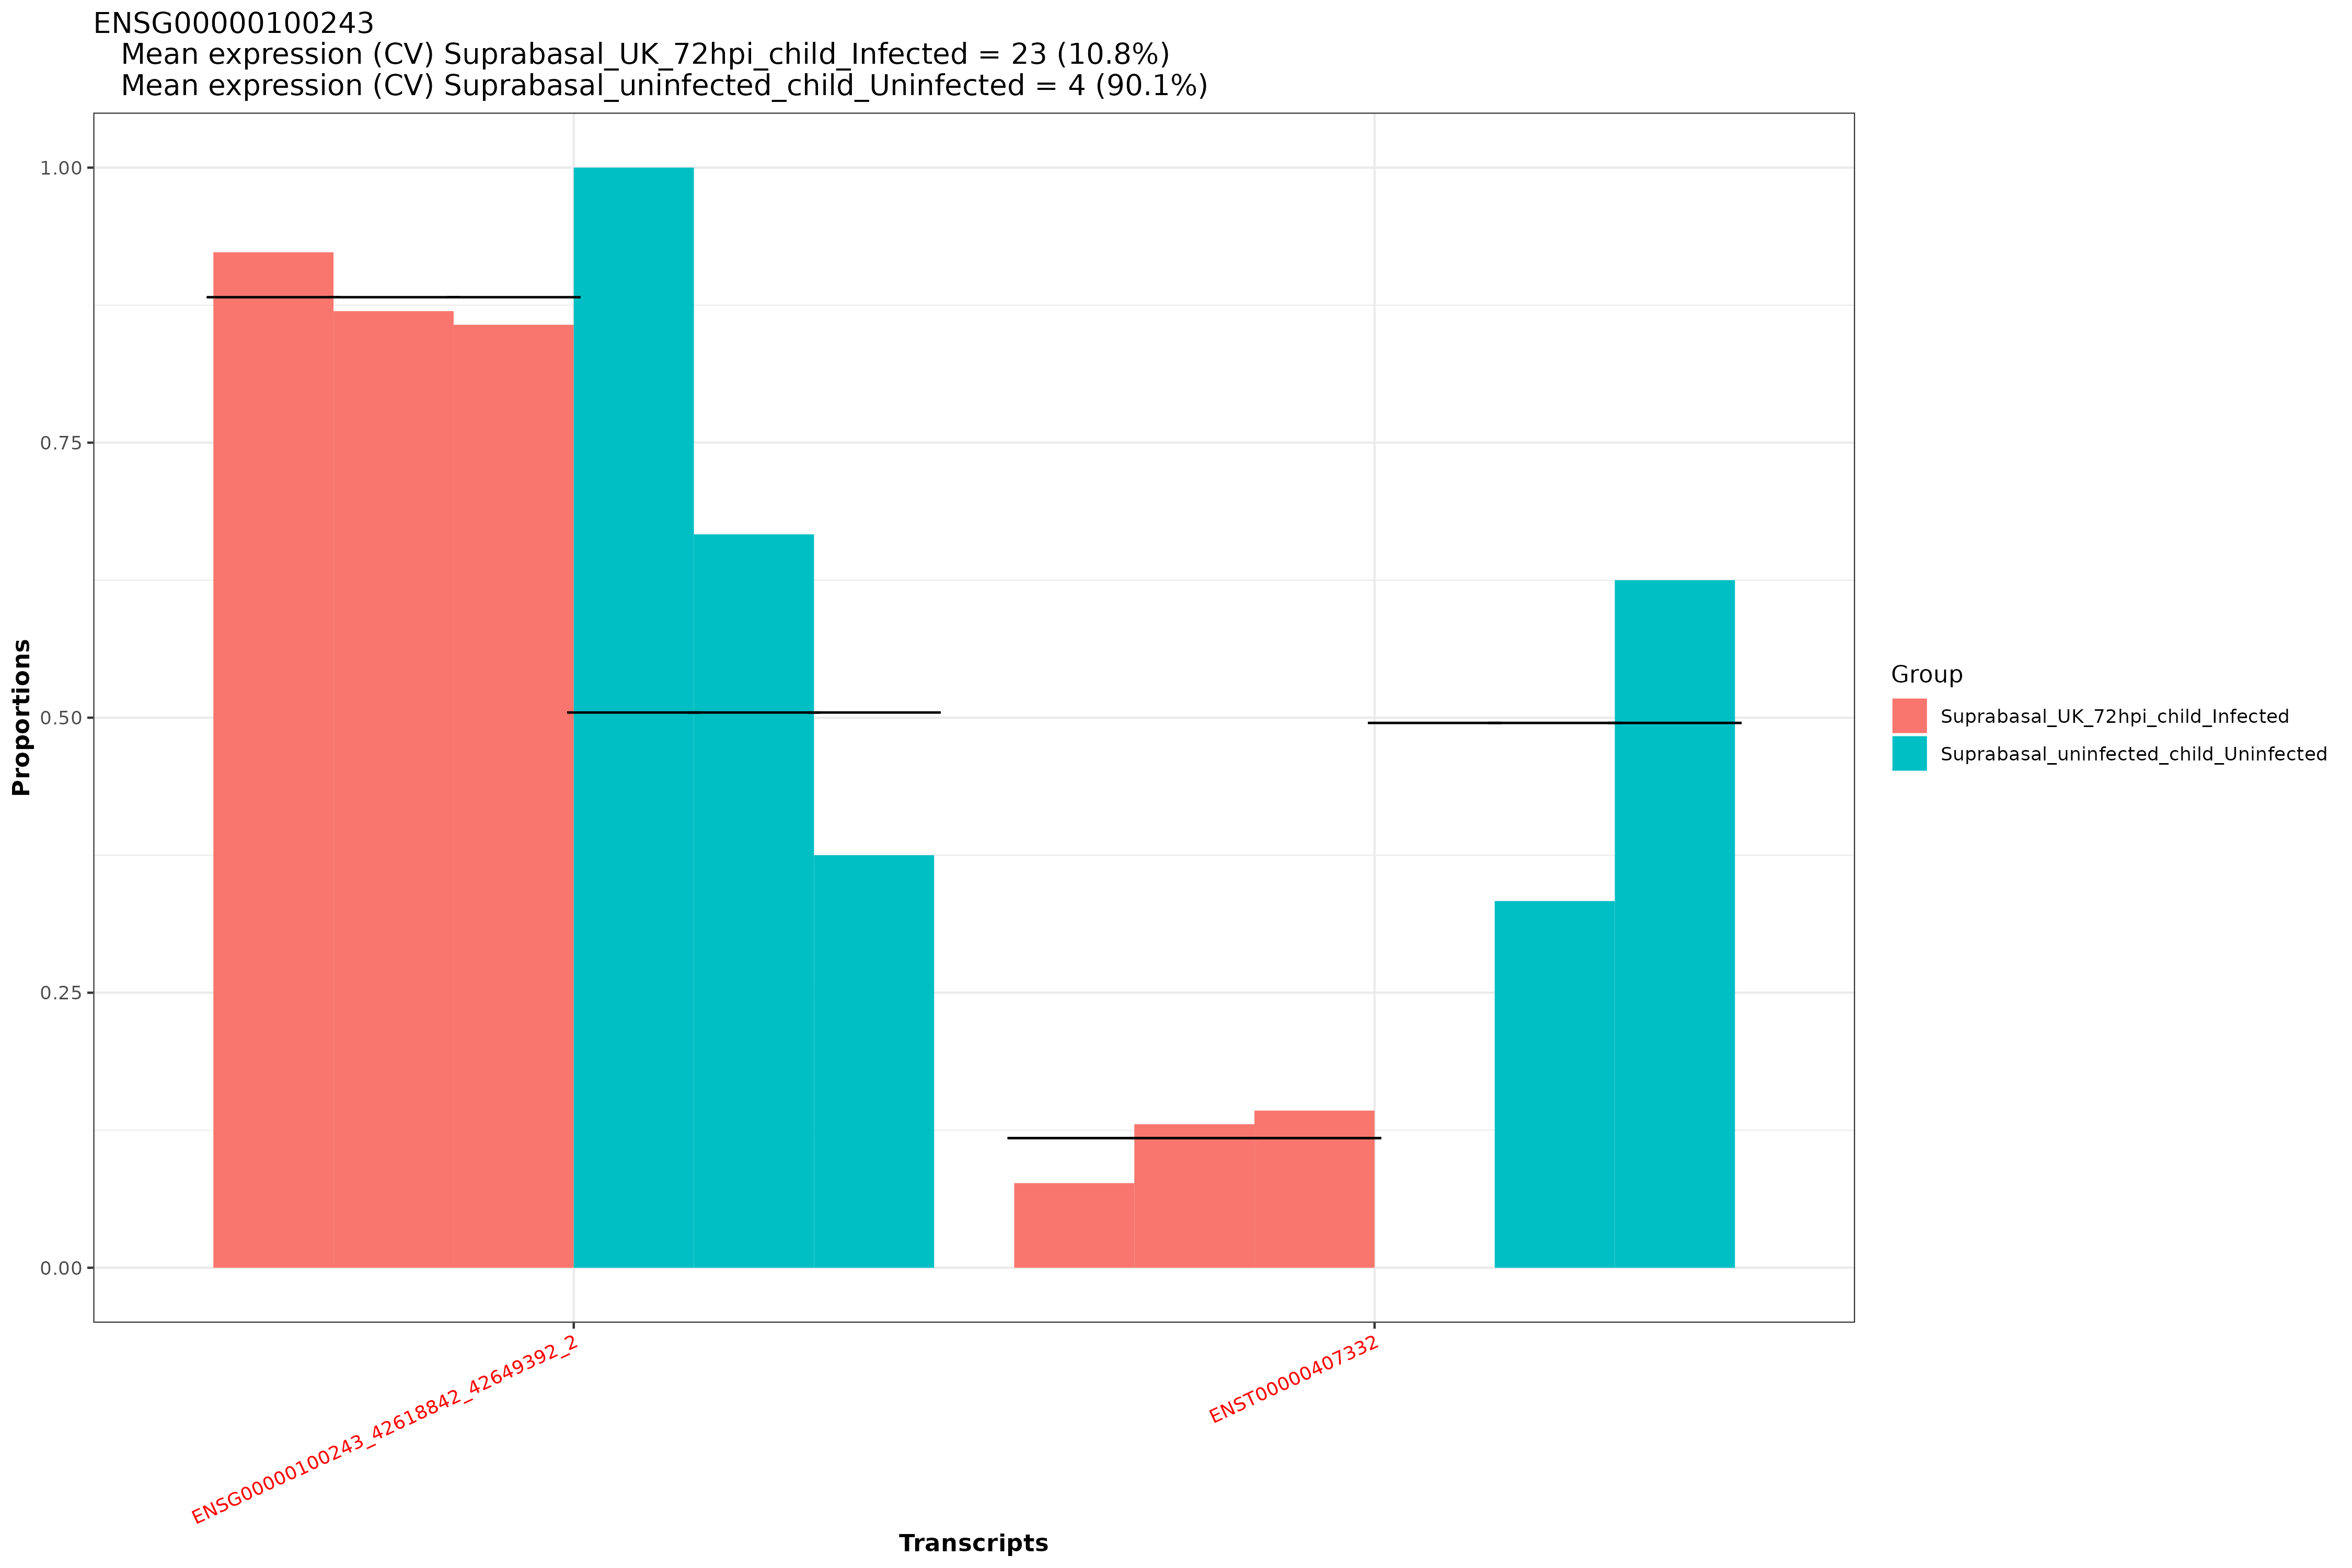 ENSG00000100243
Mean expression (CV) Suprabasal_UK_72hpi_child_Infected = 23 (10.8%)
Mean expression (CV) Suprabasal_uninfected_child_Uninfected = 4 (90.1%)
1.00
0.75
0.50
0.25
0.00
Proportions
ENSG00000100243_42618842_42649392_2
ENST00000407332
Transcripts
Group
Suprabasal_UK_72hpi_child_Infected
Suprabasal_uninfected_child_Uninfected